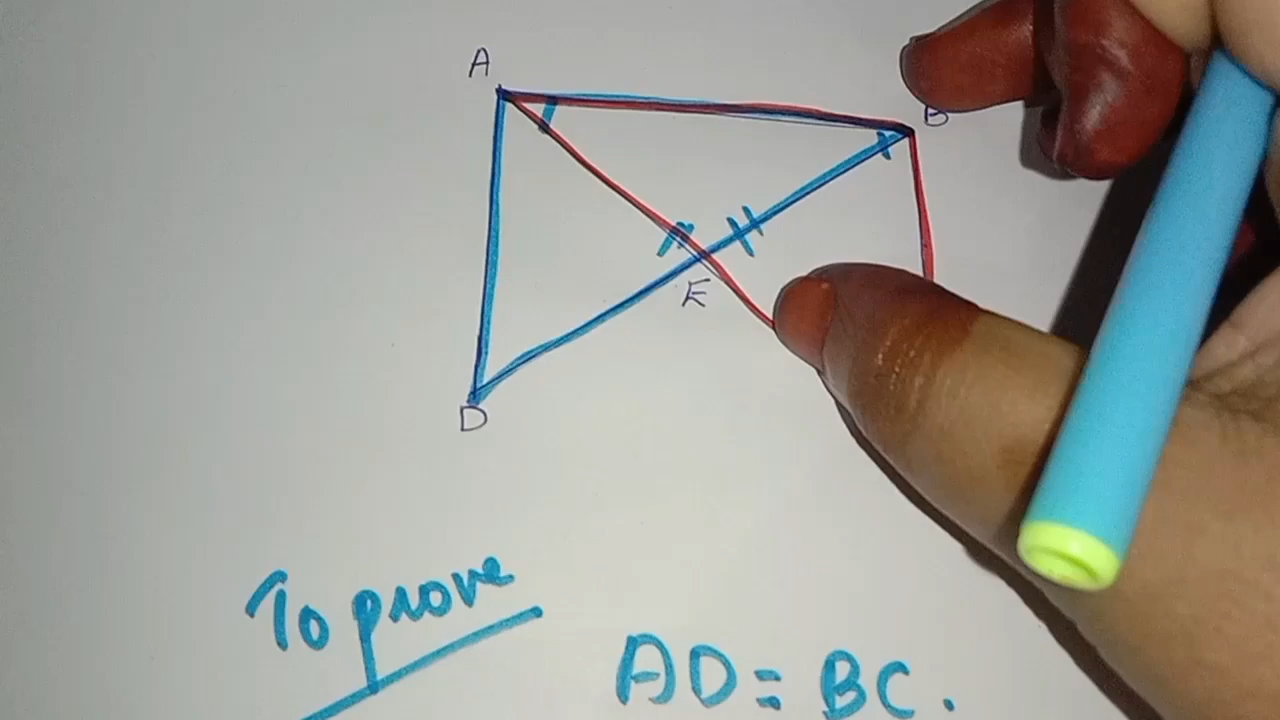 A
B
E
D
To prove
AD = BC.